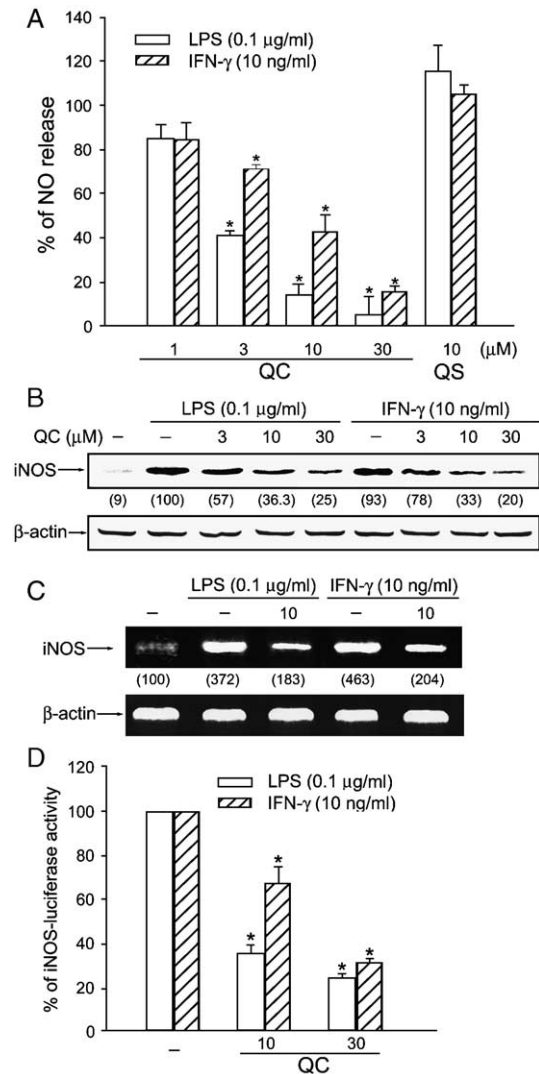 A
140
120
100
80
60
40
20
0
% of NO release
LPS (0.1 μg/ml)
IFN-γ (10 ng/ml)
* * * * * *
1 3 10 30 10 (μM)
QC QS
B
LPS (0.1 μg/ml) IFN-γ (10 ng/ml)
QC (μM) – – 3 10 30 – 3 10 30
iNOS
(9) (100) (57) (36.3) (25) (93) (78) (33) (20)
β-actin
C
LPS (0.1 μg/ml) IFN-γ (10 ng/ml)
– – 10 – 10
iNOS
(100) (372) (183) (463) (204)
β-actin
D
120
100
80
60
40
20
0
% of iNOS-luciferase activity
LPS (0.1 μg/ml)
IFN-γ (10 ng/ml)
* * * *
– 10 30
QC